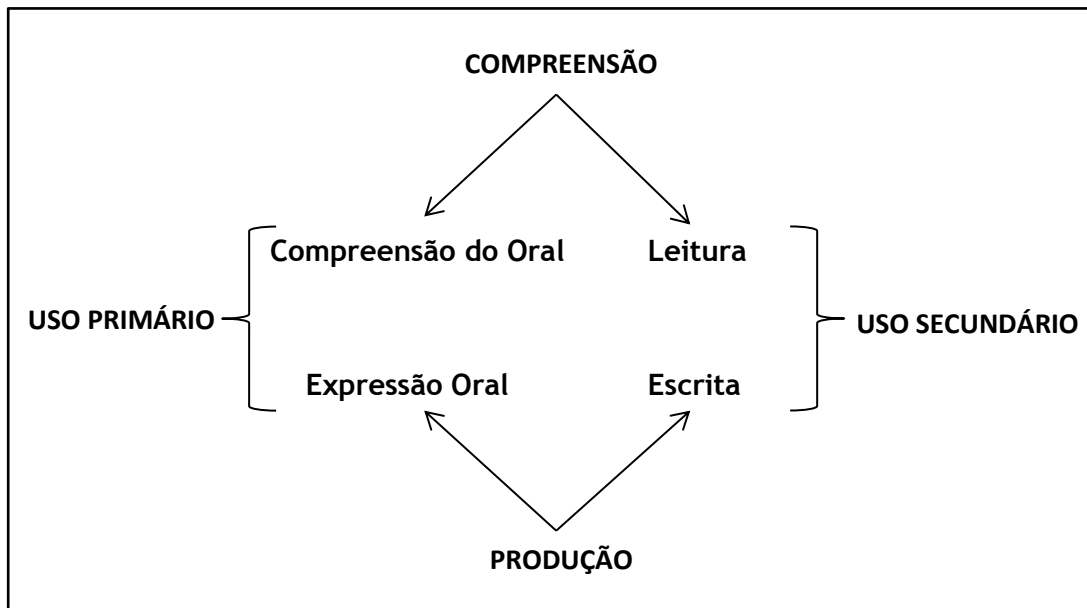 COMPREENSÃO
Compreensão do Oral Leitura
USO PRIMÁRIO USO SECUNDÁRIO
Expressão Oral Escrita
PRODUÇÃO